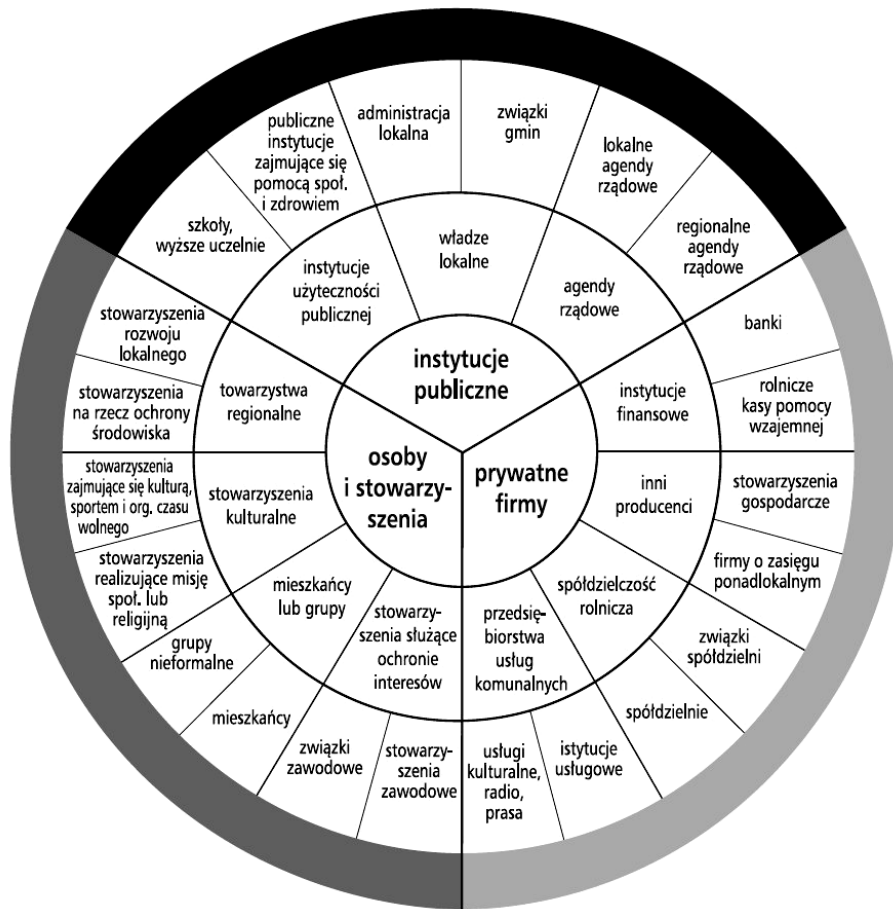 publiczne
instytucje
zajmujące się
pomocą społ.
i zdrowiem
administracja
lokalna
związki
gmin
lokalne
agendy
rządowe
regionalne
agendy
rządowe
szkoły,
wyższe uczelnie
instytucje
użyteczności
publicznej
władze
lokalne
agendy
rządowe
instytucje
publiczne
stowarzyszenia
rozwoju
lokalnego
stowarzyszenia
na rzecz ochrony
środowiska
towarzystwa
regionalne
stowarzyszenia
zajmujące się kulturą,
sportem i org. czasu
wolnego
stowarzyszenia
kulturalne
stowarzyszenia
realizujące misję
społ. lub
religijną
grupy
nieformalne
mieszkańcy
lub grupy
mieszkańcy
stowarzy-
szenia służące
ochronie
interesów
związki
zawodowe
stowarzy-
szenia
zawodowe
osoby
i stowarzy-
szenia
prywatne
firmy
instytucje
finansowe
banki
rolnicze
kasy pomocy
wzajemnej
inni
producenci
stowarzyszenia
gospodarcze
firmy o zasięgu
ponadlokalnym
spółdzielczość
rolnicza
związki
spółdzielni
spółdzielnie
przedsię-
biorstwa
usług
komunalnych
usługi
kulturalne,
radio,
prasa
istytucje
usługowe